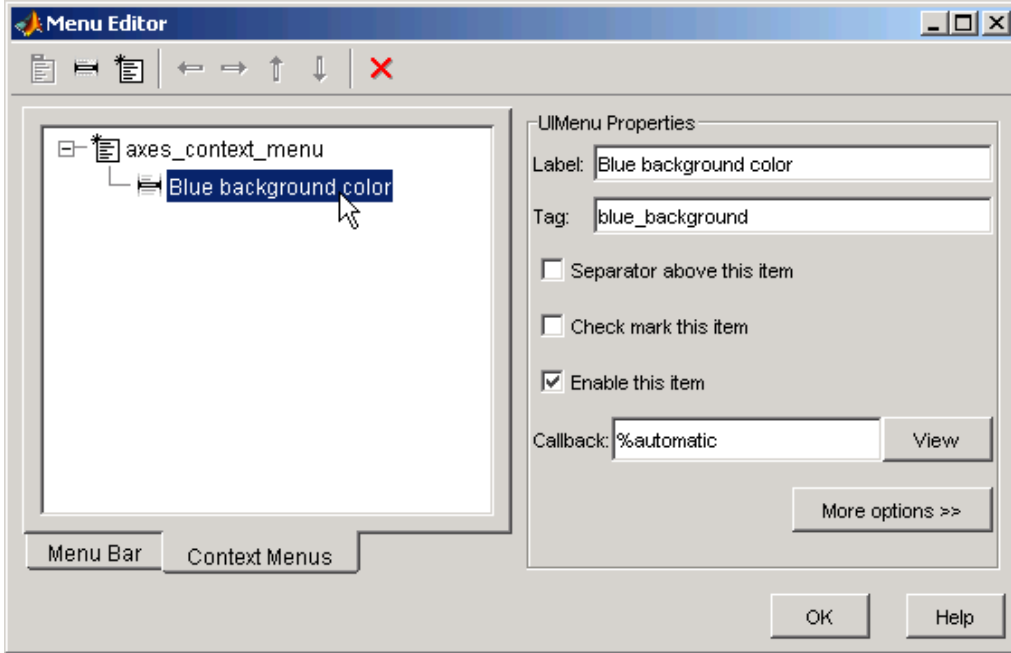 Menu Editor
axes_context_menu
Blue background color
Menu Bar
Context Menus
UIMenu Properties
Label: Blue background color
Tag: blue_background
Separator above this item
Check mark this item
Enable this item
Callback: %automatic View
More options >>
OK Help